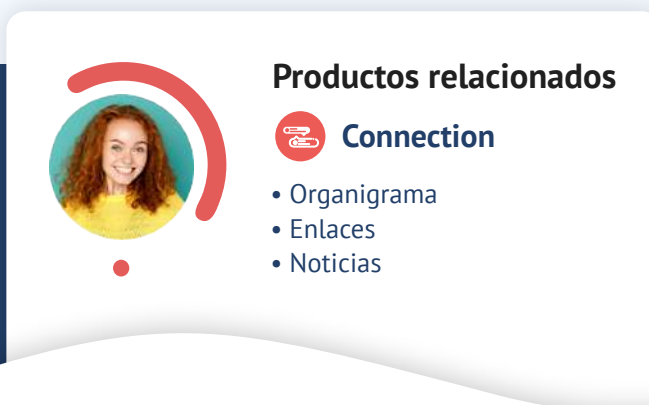 Productos relacionados
Connection
• Organigrama
• Enlaces
• Noticias